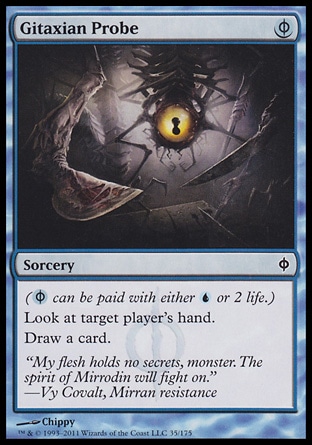 Gitaxian Probe
Sorcery
( can be paid with either or 2 life.)
Look at target player's hand.
Draw a card.
"My flesh holds no secrets, monster. The
spirit of Mirrodin will fight on."
—Vy Covalt, Mirran resistance
Chippy
™ & © 1993-2011 Wizards of the Coast LLC 35/175